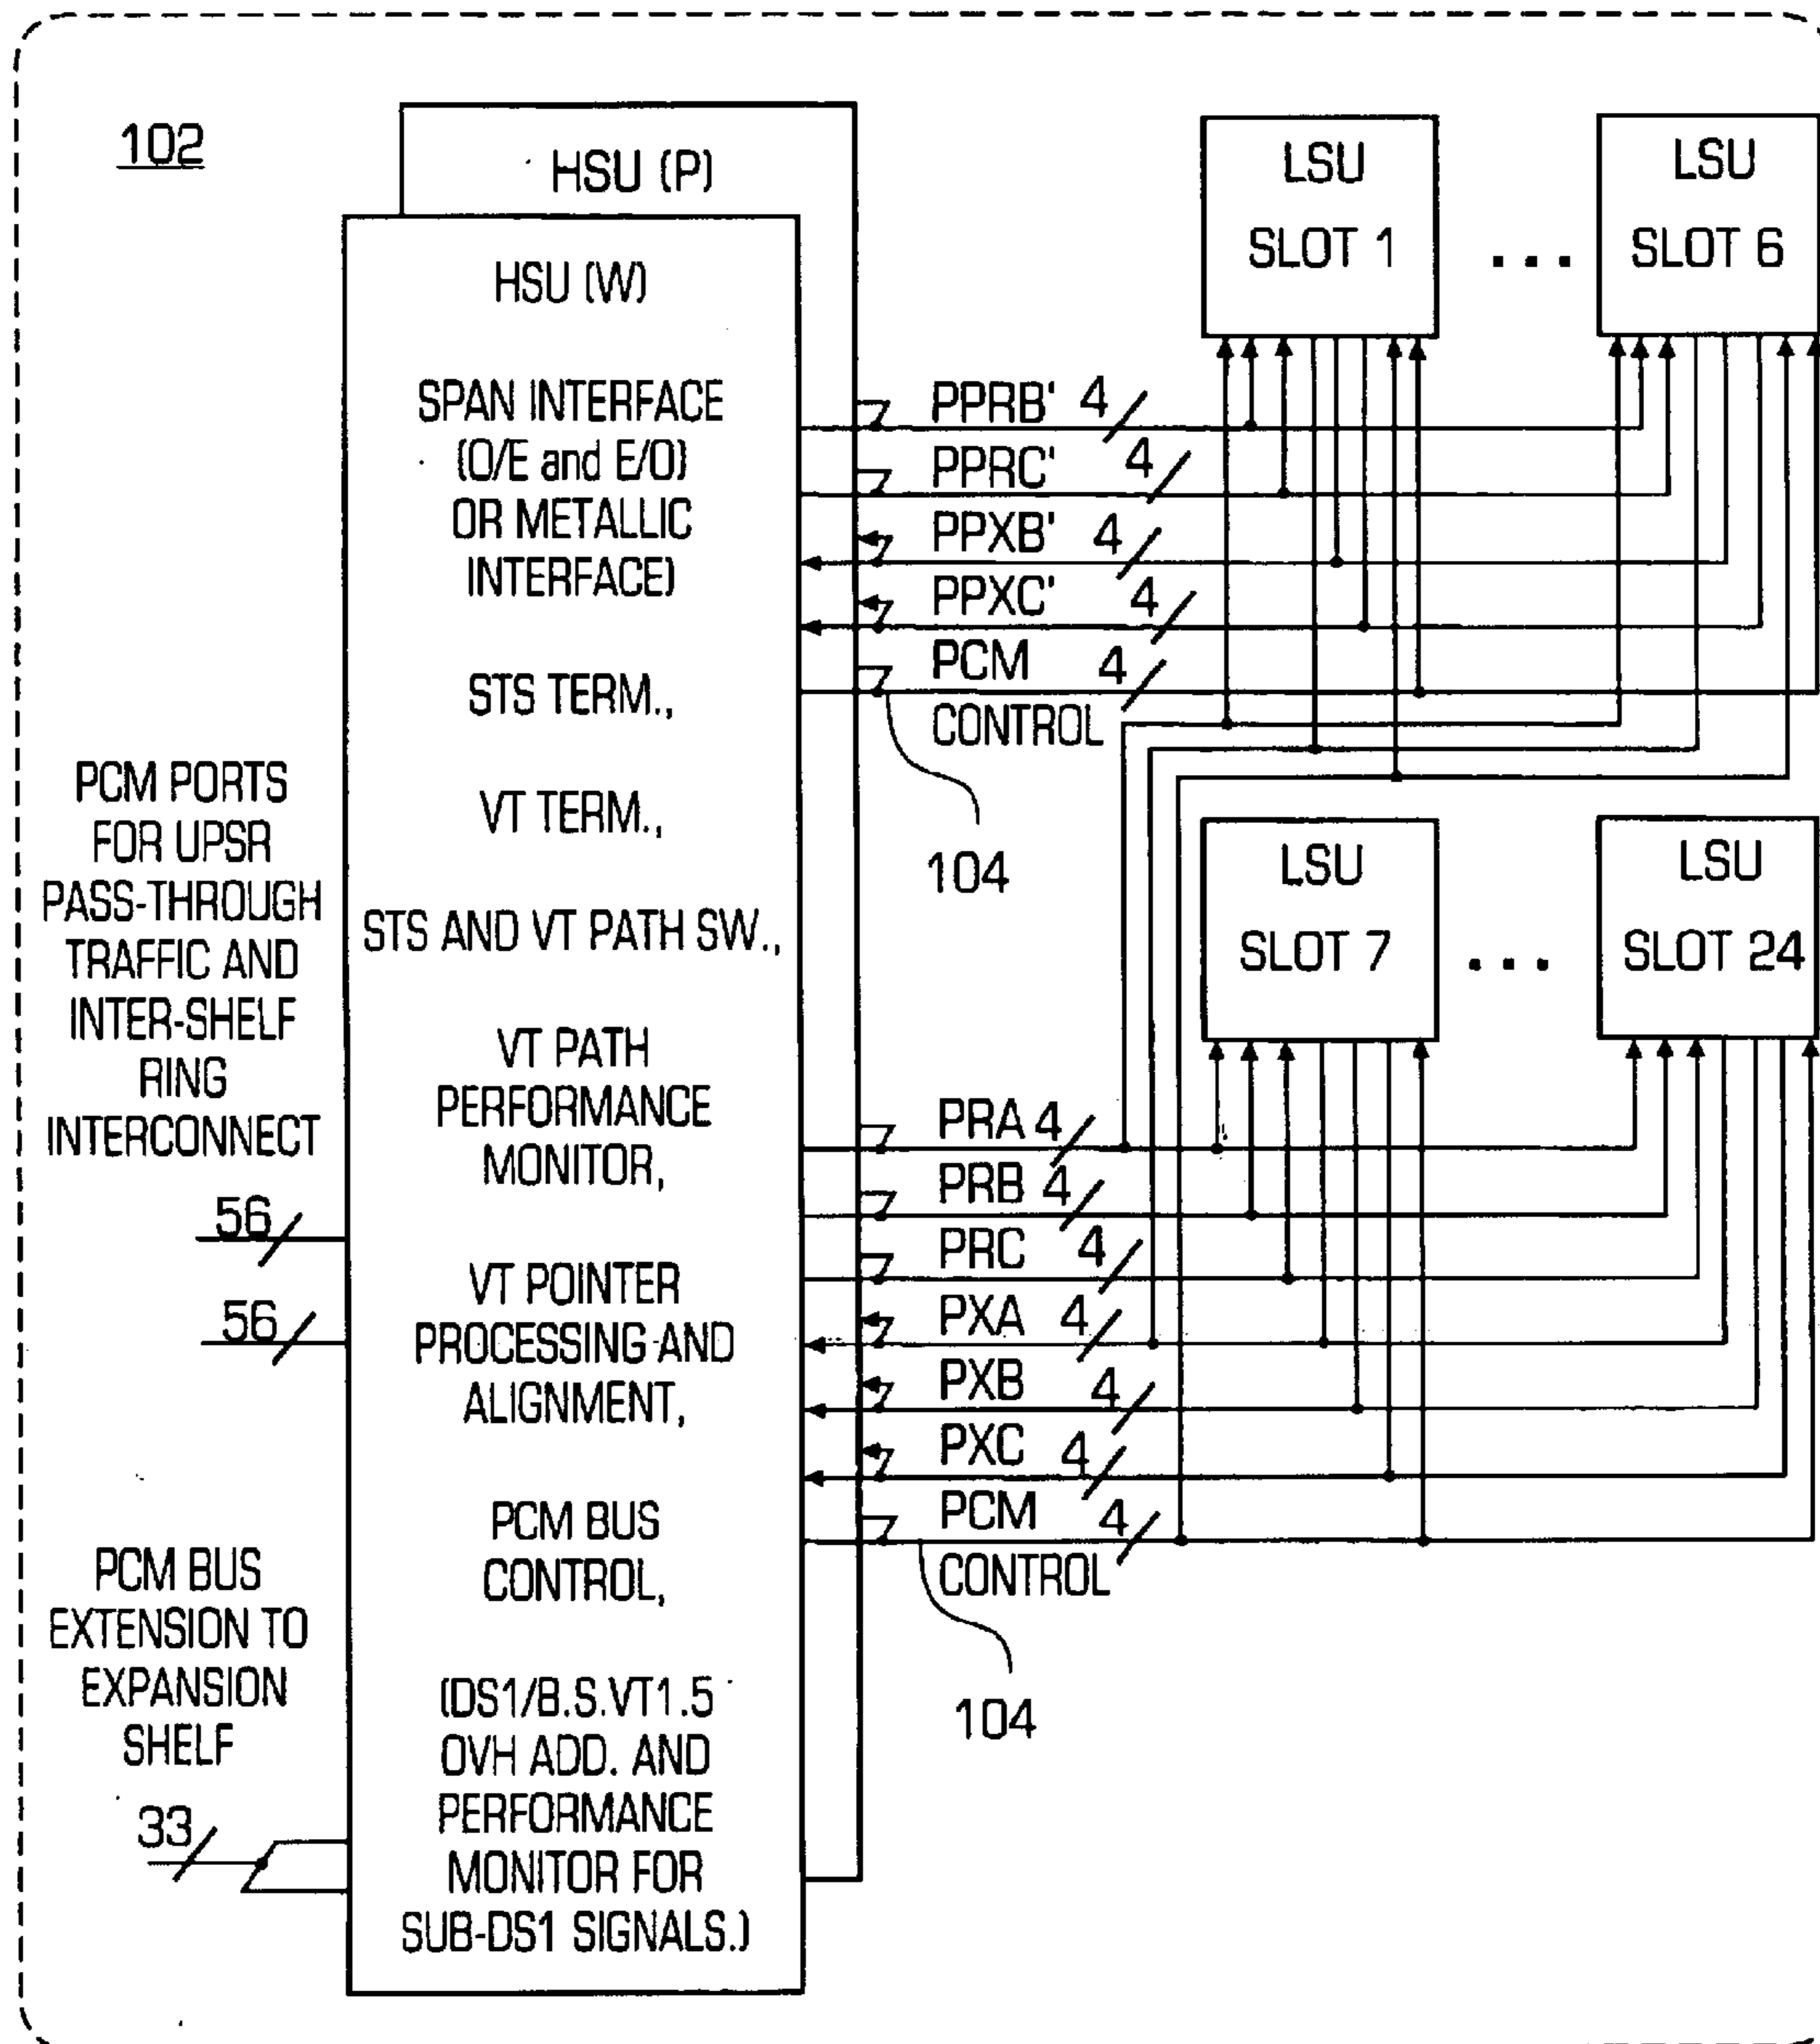 102
HSU (P)
HSU (W)
SPAN INTERFACE
(O/E and E/O)
OR METALLIC
INTERFACE)
STS TERM.,
VT TERM.,
STS AND VT PATH SW.,
VT PATH
PERFORMANCE
MONITOR,
VT POINTER
PROCESSING AND
ALIGNMENT,
PCM BUS
CONTROL,
(DS1/B.S.VT1.5
OVH ADD. AND
PERFORMANCE
MONITOR FOR
SUB-DS1 SIGNALS.)
PCM PORTS
FOR UPSR
PASS-THROUGH
TRAFFIC AND
INTER-SHELF
RING
INTERCONNECT
56
56
PCM BUS
EXTENSION TO
EXPANSION
SHELF
33
LSU
SLOT 1
...
LSU
SLOT 6
PPRB' 4
PPRC' 4
PPXB' 4
PPXC' 4
PCM 4
CONTROL
104
LSU
SLOT 7
...
LSU
SLOT 24
PRA 4
PRB 4
PRC 4
PXA 4
PXB 4
PXC 4
PCM 4
CONTROL
104